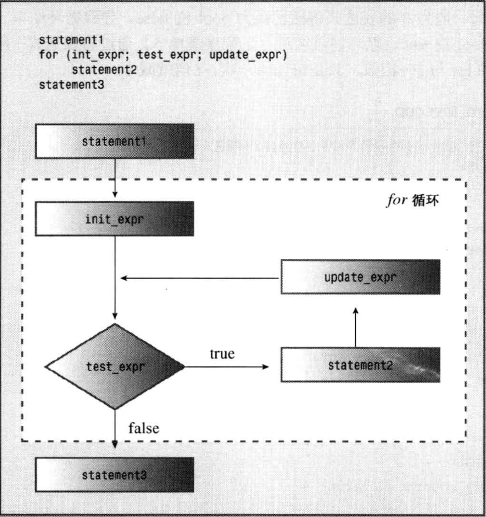 statement1
for (int_expr; test_expr; update_expr)
statement2
statement3
statement1
for 循环
init_expr
update_expr
test_expr
true
statement2
false
statement3